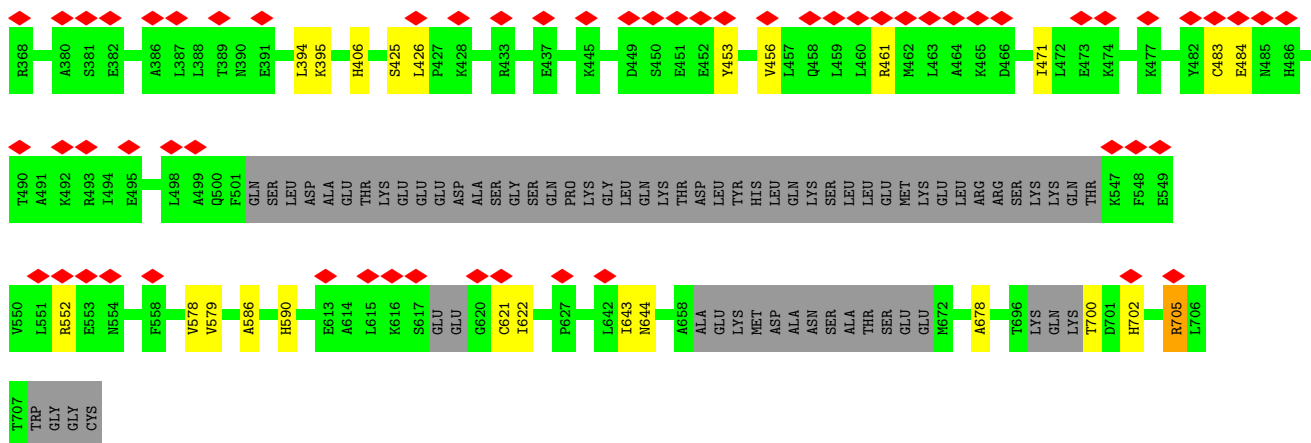 R368 A380 S381 E382 A386 L387 L388 T389 N390 E391 L394 K395 H406 S425 L426 P427 K428 R433 E437 K445 D449 S450 E451 E452 Y453 V456 L457 Q458 L459 L460 R461 M462 L463 A464 K465 D466 I471 L472 E473 K474 K477 Y482 C483 E484 N485 H486
T490 A491 K492 R493 I494 E495 L498 A499 Q500 F501 GLN SER LEU ASP ALA GLU THR LYS GLU GLU GLU ASP ALA SER GLY SER GLN PRO LYS GLY LEU GLN LYS THR ASP LEU TYR HIS LEU GLN LYS SER LEU LEU GLU MET LYS GLU LEU ARG ARG SER LYS LYS GLN THR K547 F548 E549
V550 L551 R552 E553 N554 F558 V578 V579 A586 H590 E613 A614 L615 K616 S617 GLU GLU G620 C621 I622 P627 L642 I643 N644 A658 ALA GLU LYS MET ASP ALA ASN SER ALA THR SER GLU GLU M672 A678 T696 LYS GLN LYS T700 D701 H702 R705 L706
T707 TRP GLY GLY CYS